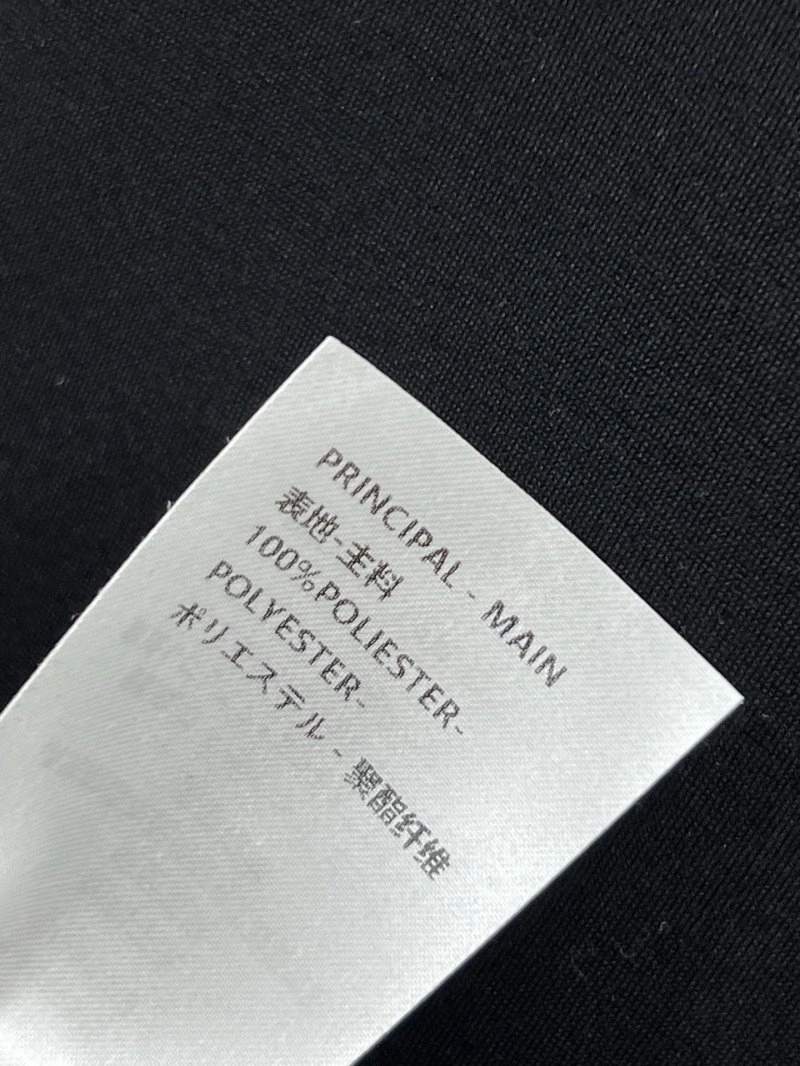 PRINCIPAL - MAIN
表地-主料
100%POLIESTER-
POLYESTER-
ポリエステル - 聚酯纤维